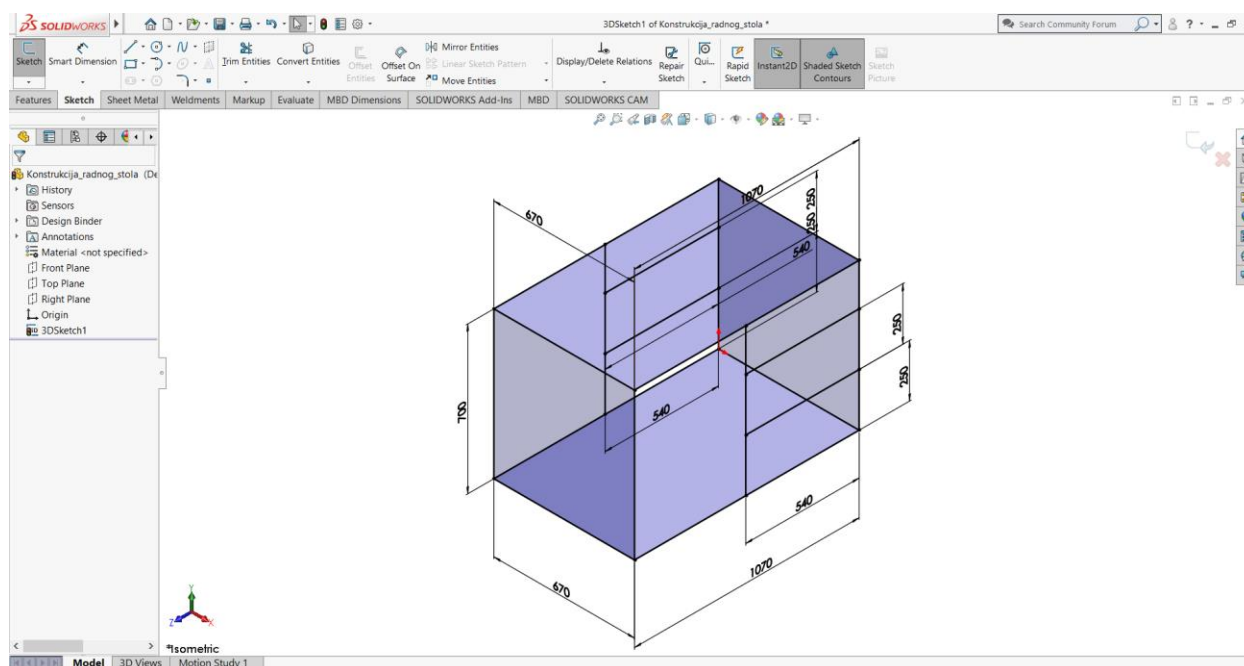 SOLIDWORKS
3DSketch1 of Konstrukcija_radnog_stola *
Search Community Forum
Sketch
Smart Dimension
Trim Entities
Convert Entities
Offset Entities
Offset On Surface
Mirror Entities
Linear Sketch Pattern
Move Entities
Display/Delete Relations
Repair Sketch
Qui...
Rapid Sketch
Instant2D
Shaded Sketch Contours
Sketch Picture
Features Sketch Sheet Metal Weldments Markup Evaluate MBD Dimensions SOLIDWORKS Add-Ins MBD SOLIDWORKS CAM
Konstrukcija_radnog_stola (De
History
Sensors
Design Binder
Annotations
Material <not specified>
Front Plane
Top Plane
Right Plane
Origin
3DSketch1
670
1070
250
250
540
250
250
700
540
540
1070
670
Y
Z
X
*Isometric
Model 3D Views Motion Study 1